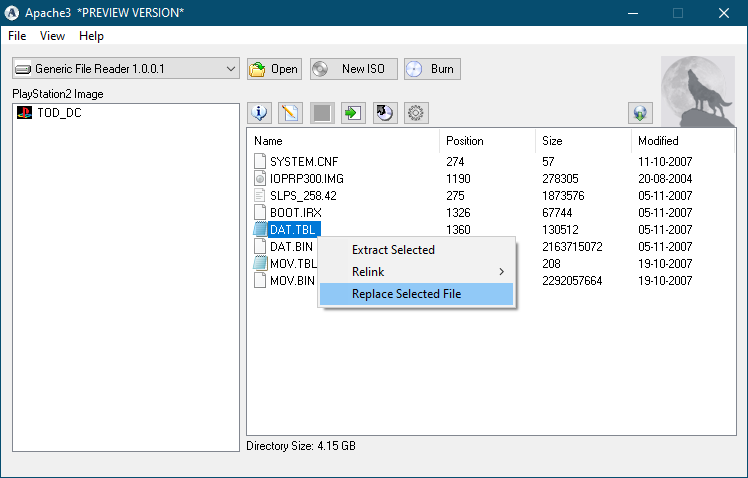 Apache3 *PREVIEW VERSION*
File View Help
Generic File Reader 1.0.0.1 Open New ISO Burn
PlayStation2 Image
TOD_DC
Name Position Size Modified
SYSTEM.CNF 274 57 11-10-2007
IOPRP300.IMG 1190 278305 20-08-2004
SLPS_258.42 275 1873576 05-11-2007
BOOT.IRX 1326 67744 05-11-2007
DAT.TBL 1360 130512 05-11-2007
DAT.BIN 2163715072 05-11-2007
MOV.TBL 208 19-10-2007
MOV.BIN 2292057664 19-10-2007
Extract Selected
Relink
Replace Selected File
Directory Size: 4.15 GB